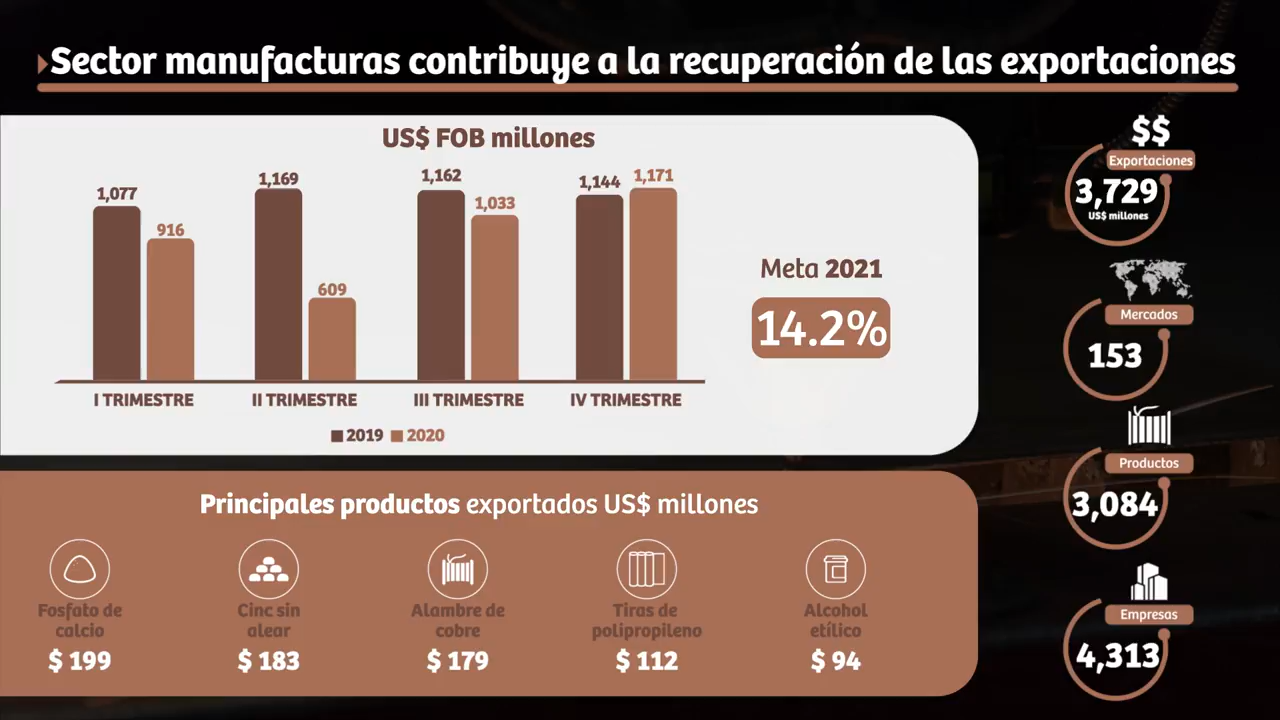 Sector manufacturas contribuye a la recuperación de las exportaciones
US$ FOB millones
1,077
916
1,169
609
1,162
1,033
1,144
1,171
I TRIMESTRE
II TRIMESTRE
III TRIMESTRE
IV TRIMESTRE
2019
2020
Meta 2021
14.2%
Principales productos exportados US$ millones
Fosfato de
calcio
$ 199
Cinc sin
alear
$ 183
Alambre de
cobre
$ 179
Tiras de
polipropileno
$ 112
Alcohol
etílico
$ 94
$$
Exportaciones
3,729
US$ millones
Mercados
153
Productos
3,084
Empresas
4,313